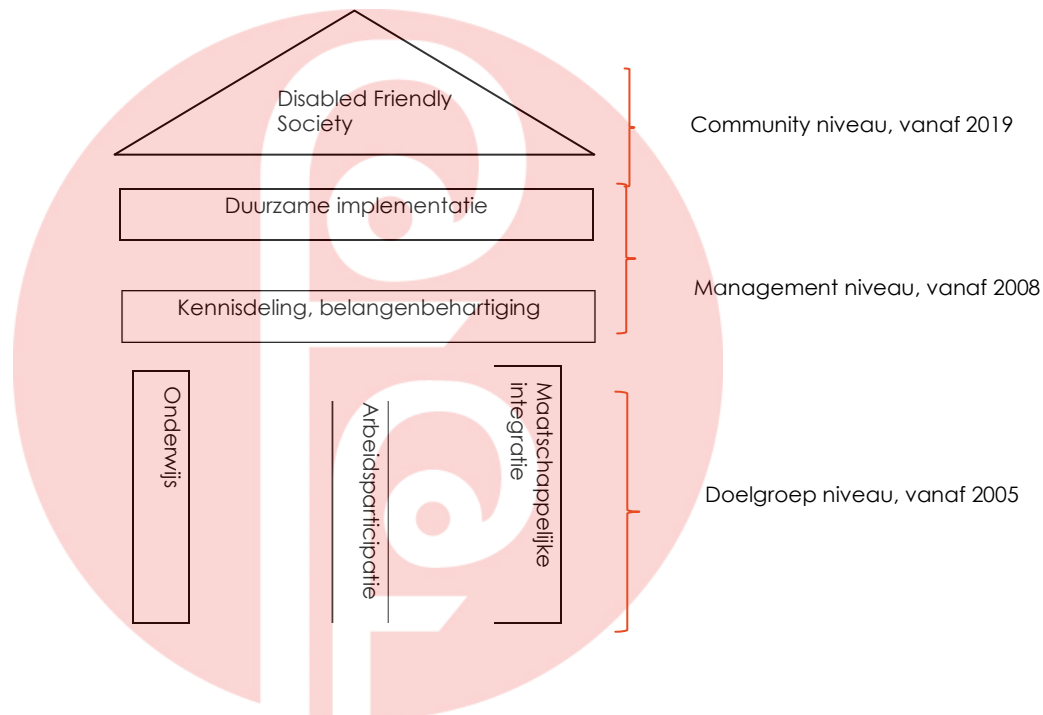 Disabled Friendly
Society
Community niveau, vanaf 2019
Duurzame implementatie
Management niveau, vanaf 2008
Kennisdeling, belangenbehartiging
Onderwijs
Arbeidsparticipatie
Maatschappelijke
integratie
Doelgroep niveau, vanaf 2005